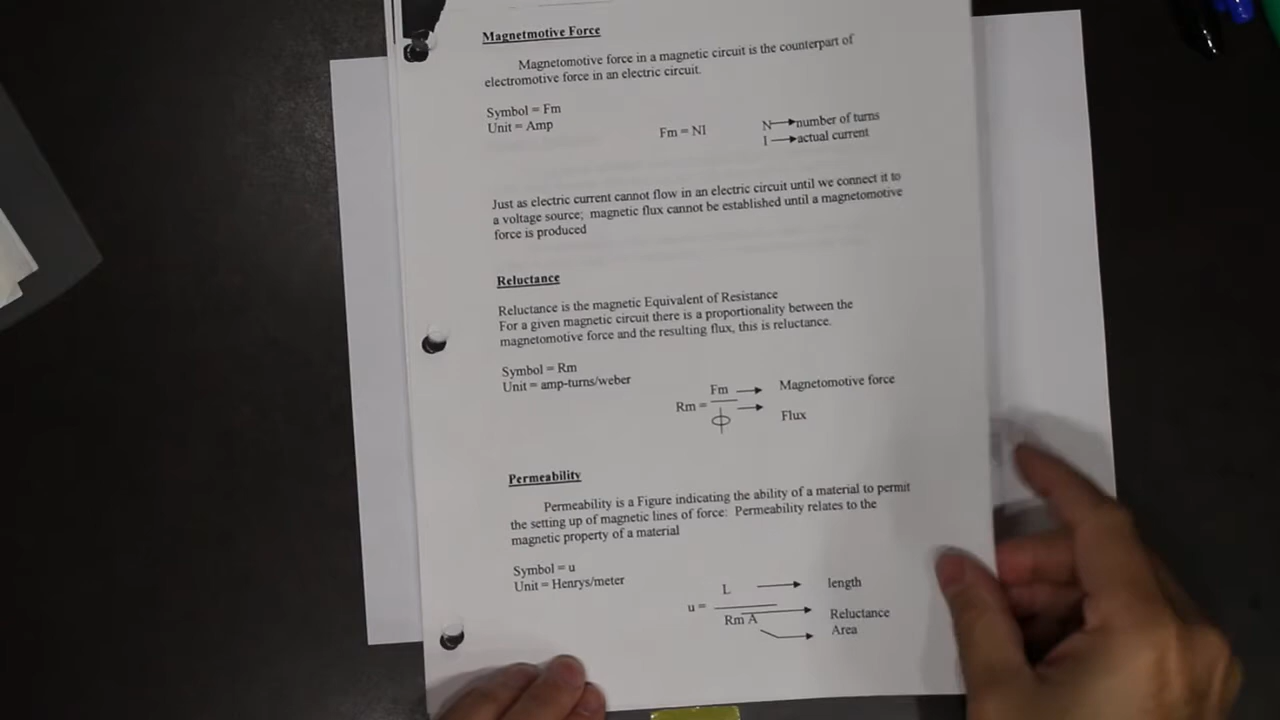 Magnetmotive Force
Magnetomotive force in a magnetic circuit is the counterpart of
electromotive force in an electric circuit.
Symbol = Fm
Unit = Amp
Fm = NI
N→number of turns
I→actual current
Just as electric current cannot flow in an electric circuit until we connect it to
a voltage source; magnetic flux cannot be established until a magnetomotive
force is produced
Reluctance
Reluctance is the magnetic Equivalent of Resistance
For a given magnetic circuit there is a proportionality between the
magnetomotive force and the resulting flux, this is reluctance.
Symbol = Rm
Unit = amp-turns/weber
Fm → Magnetomotive force
Rm =
ϕ → Flux
Permeability
Permeability is a Figure indicating the ability of a material to permit
the setting up of magnetic lines of force: Permeability relates to the
magnetic property of a material
Symbol = u
Unit = Henrys/meter
L → length
u =
Rm A → Reluctance
→ Area